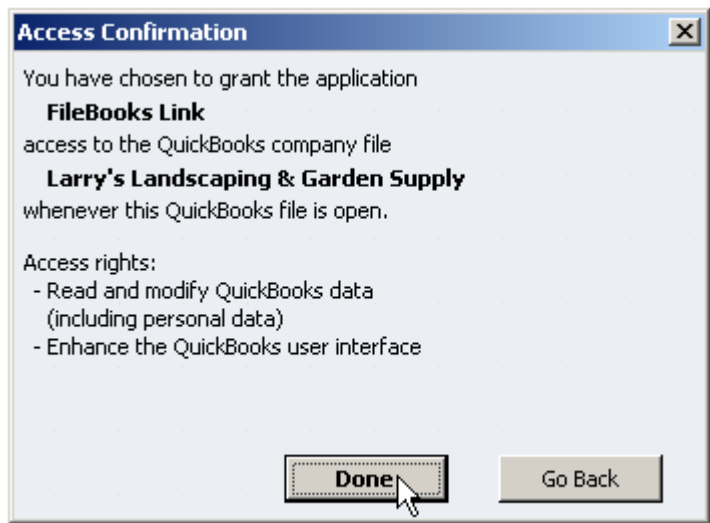 Access Confirmation
You have chosen to grant the application
FileBooks Link
access to the QuickBooks company file
Larry's Landscaping & Garden Supply
whenever this QuickBooks file is open.
Access rights:
- Read and modify QuickBooks data
(including personal data)
- Enhance the QuickBooks user interface
Done
Go Back